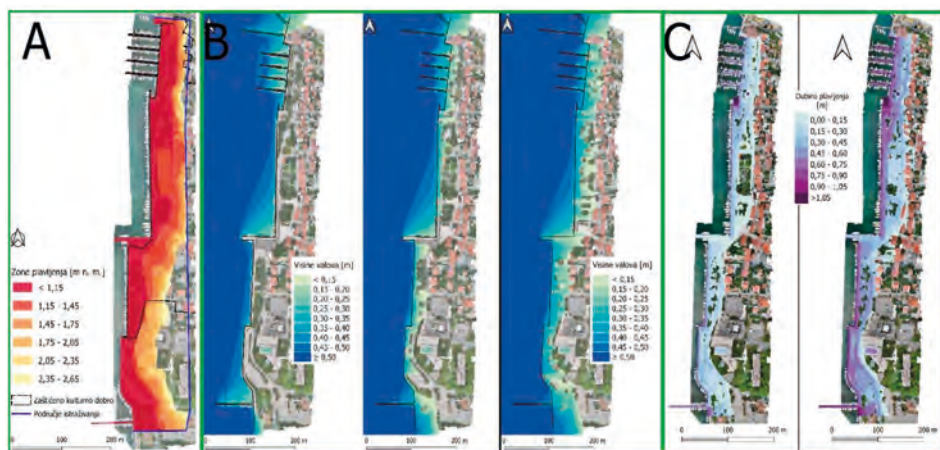 A
B
C
Zone plavljenja [m n. m.]
< 1,15
1,15 - 1,45
1,45 - 1,75
1,75 - 2,05
2,05 - 2,35
2,35 - 2,65
Zaštićeno kulturno dobro
Područje istraživanja
0 100 200 m
Visine valova [m]
< 0,15
0,15 - 0,20
0,20 - 0,25
0,25 - 0,30
0,30 - 0,35
0,35 - 0,40
0,40 - 0,45
0,45 - 0,50
≥ 0,50
0 100 200 m
0 100 200 m
Visine valova [m]
< 0,15
0,15 - 0,20
0,20 - 0,25
0,25 - 0,30
0,30 - 0,35
0,35 - 0,40
0,40 - 0,45
0,45 - 0,50
≥ 0,50
0 100 200 m
Dubina plavljenja
[m]
0,00 - 0,15
0,15 - 0,30
0,30 - 0,45
0,45 - 0,60
0,60 - 0,75
0,75 - 0,90
0,90 - 1,05
>1,05
0 100 200 m
0 100 200 m